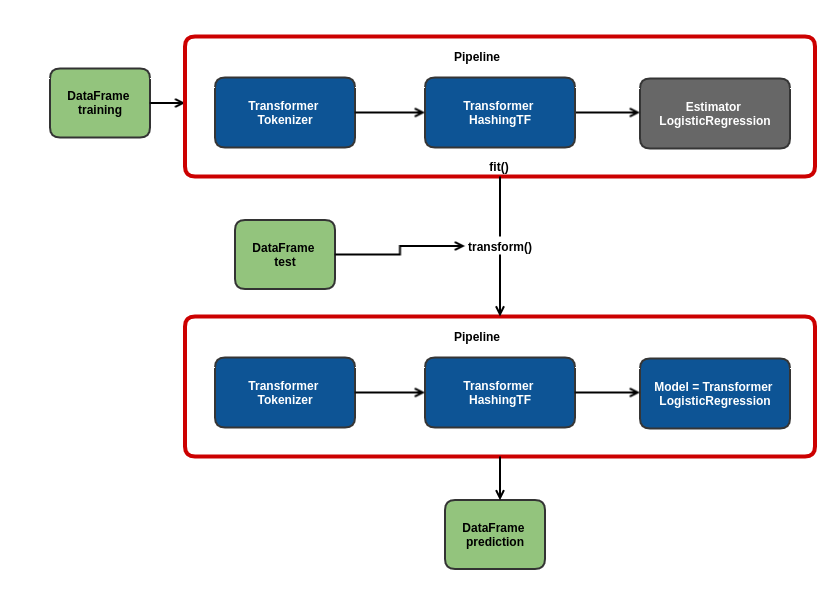 Pipeline
DataFrame
training
Transformer
Tokenizer
Transformer
HashingTF
Estimator
LogisticRegression
fit()
DataFrame
test
transform()
Pipeline
Transformer
Tokenizer
Transformer
HashingTF
Model = Transformer
LogisticRegression
DataFrame
prediction